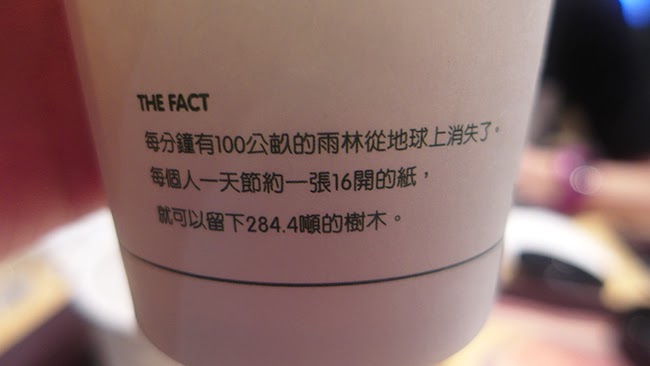 THE FACT
每分鐘有100公畝的雨林從地球上消失了。
每個人一天節約一張16開的紙，
就可以留下284.4噸的樹木。